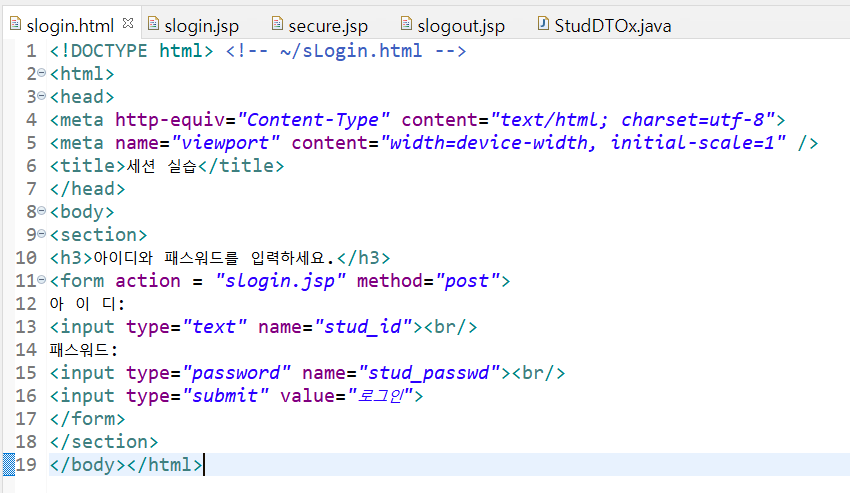 slogin.html slogin.jsp secure.jsp slogout.jsp StudDTOx.java
1 <!DOCTYPE html> <!-- ~/sLogin.html -->
2 <html>
3 <head>
4 <meta http-equiv="Content-Type" content="text/html; charset=utf-8">
5 <meta name="viewport" content="width=device-width, initial-scale=1" />
6 <title>세션 실습</title>
7 </head>
8 <body>
9 <section>
10 <h3>아이디와 패스워드를 입력하세요.</h3>
11 <form action = "slogin.jsp" method="post">
12 아 이 디:
13 <input type="text" name="stud_id"><br/>
14 패스워드:
15 <input type="password" name="stud_passwd"><br/>
16 <input type="submit" value="로그인">
17 </form>
18 </section>
19 </body></html>